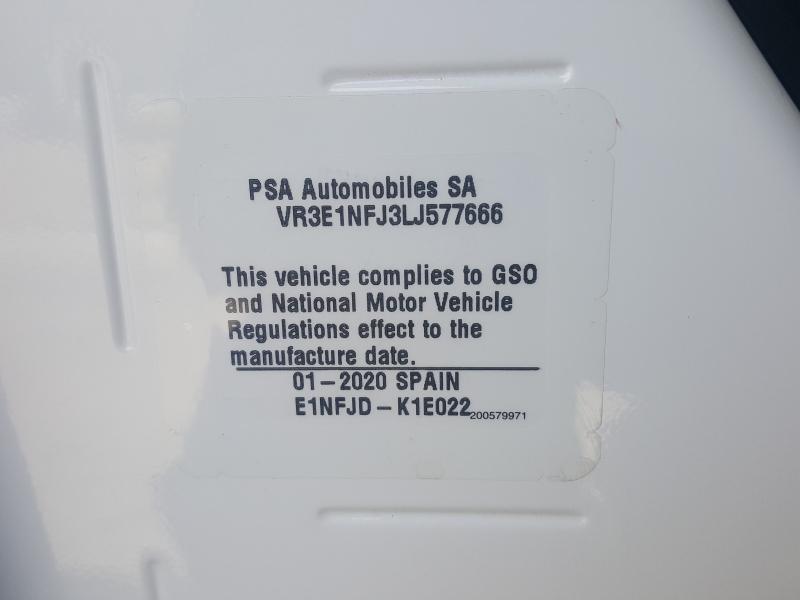 PSA Automobiles SA
VR3E1NFJ3LJ577666
This vehicle complies to GSO
and National Motor Vehicle
Regulations effect to the
manufacture date.
01-2020 SPAIN
E1NFJD-K1E022 200579971